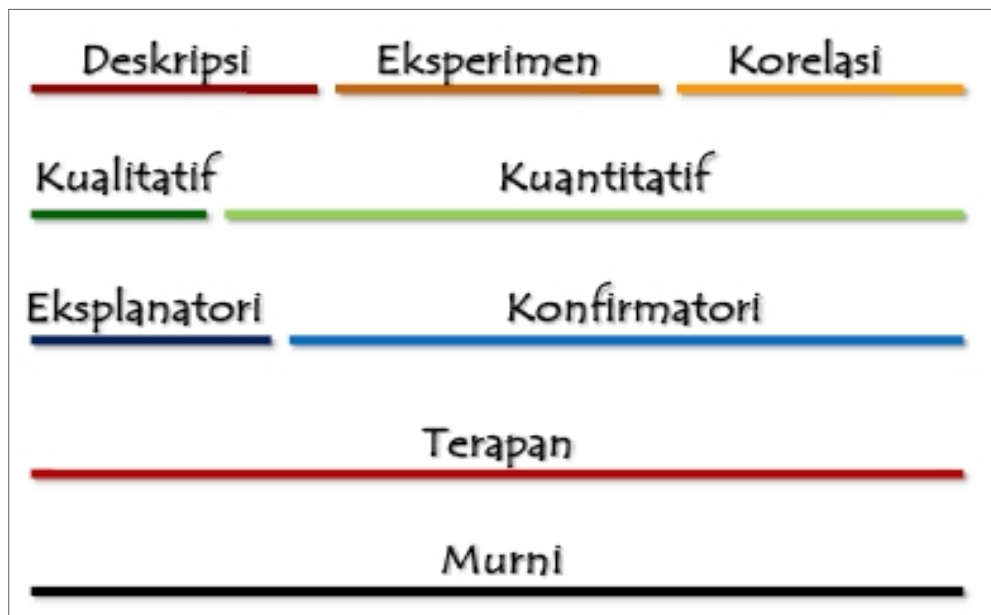 Deskripsi Eksperimen Korelasi
Kualitatif Kuantitatif
Eksplanatori Konfirmatori
Terapan
Murni